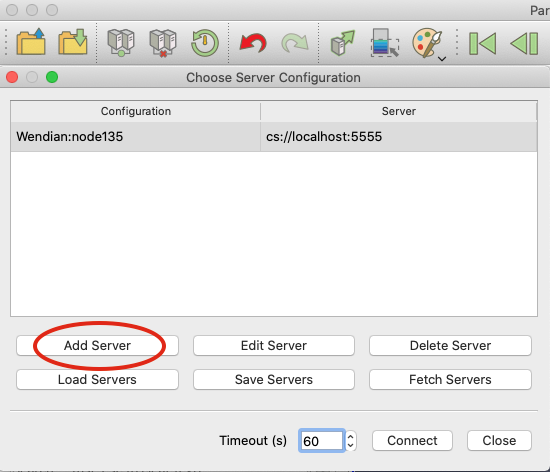 Par
Choose Server Configuration
Configuration Server
Wendian:node135 cs://localhost:5555
Add Server Edit Server Delete Server
Load Servers Save Servers Fetch Servers
Timeout (s) 60 Connect Close